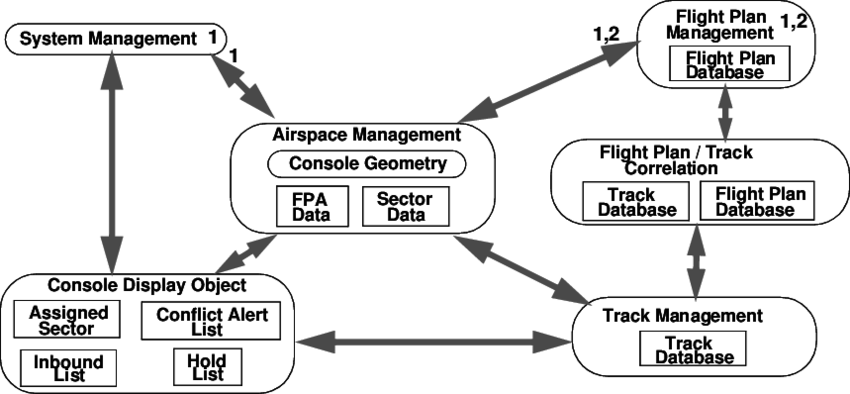 System Management 1
1
1,2
Flight Plan
Management 1,2
Flight Plan
Database
Airspace Management
Console Geometry
FPA
Data
Sector
Data
Flight Plan / Track
Correlation
Track
Database
Flight Plan
Database
Console Display Object
Assigned
Sector
Conflict Alert
List
Inbound
List
Hold
List
Track Management
Track
Database